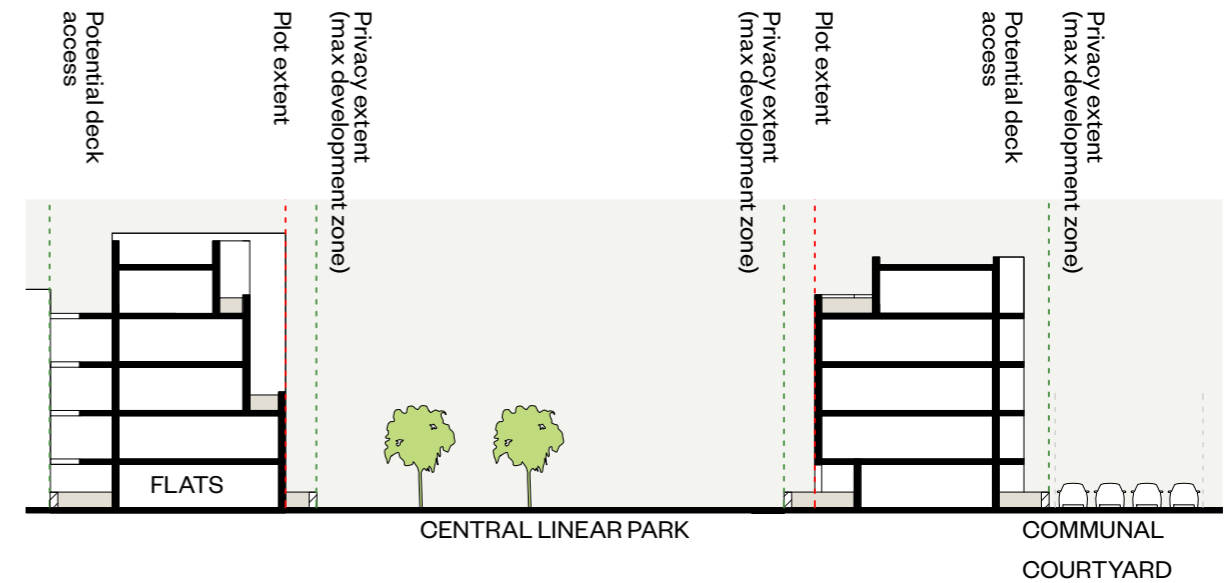 Potential deck
access
Plot extent
Privacy extent
(max development zone)
Privacy extent
(max development zone)
Plot extent
Potential deck
access
Privacy extent
(max development zone)
FLATS
CENTRAL LINEAR PARK
COMMUNAL
COURTYARD